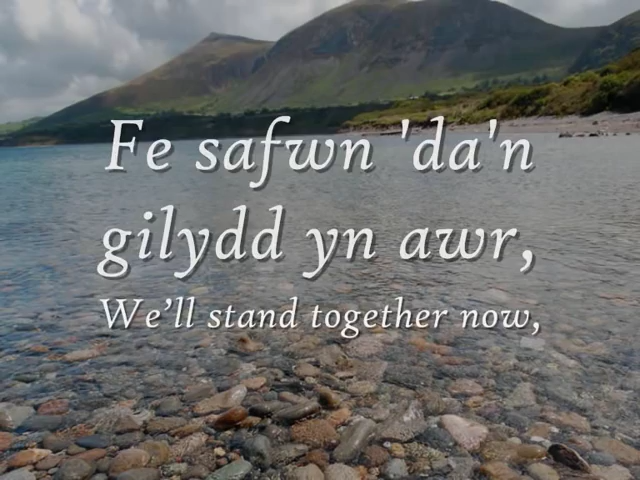 Fe safwn 'da'n
gilydd yn awr,
We’ll stand together now,